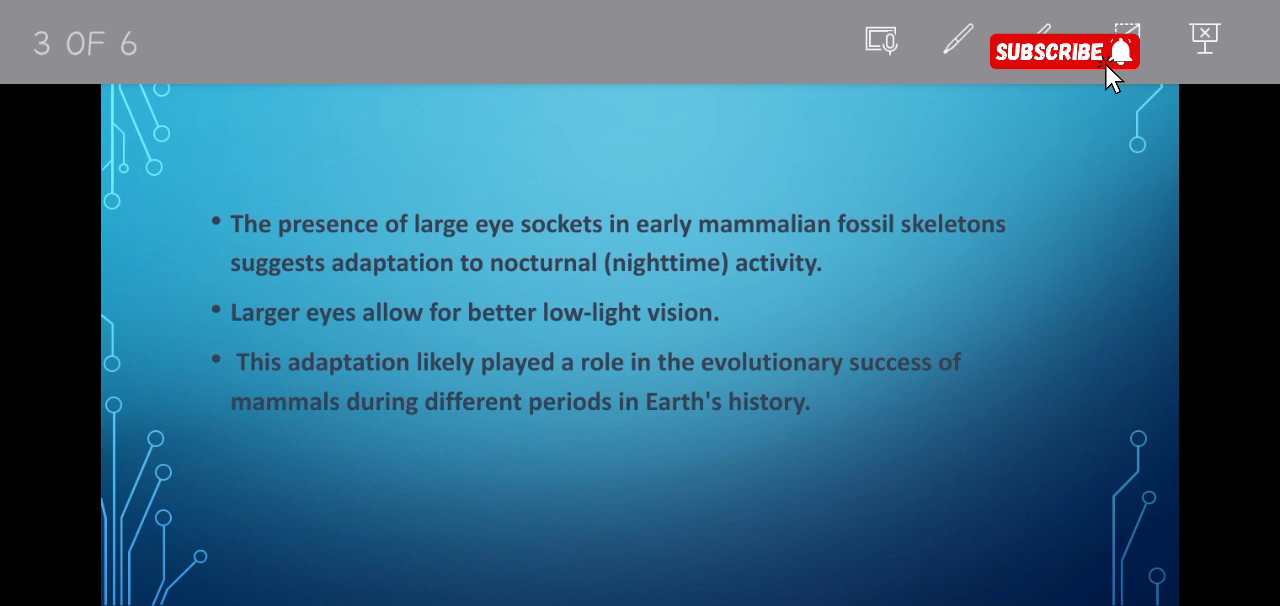 3 OF 6
SUBSCRIBE
• The presence of large eye sockets in early mammalian fossil skeletons
suggests adaptation to nocturnal (nighttime) activity.
• Larger eyes allow for better low-light vision.
• This adaptation likely played a role in the evolutionary success of
mammals during different periods in Earth's history.